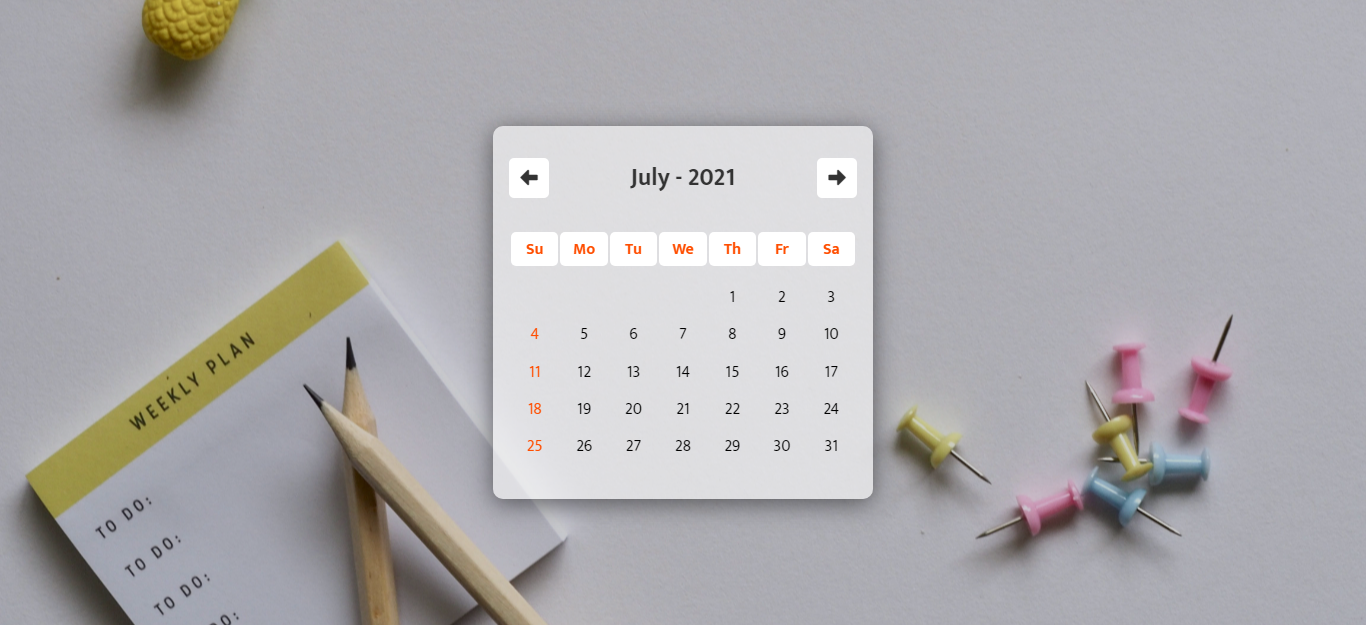 July - 2021
Su Mo Tu We Th Fr Sa
1 2 3
4 5 6 7 8 9 10
11 12 13 14 15 16 17
18 19 20 21 22 23 24
25 26 27 28 29 30 31
WEEKLY PLAN
TO DO:
TO DO:
TO DO:
DO: